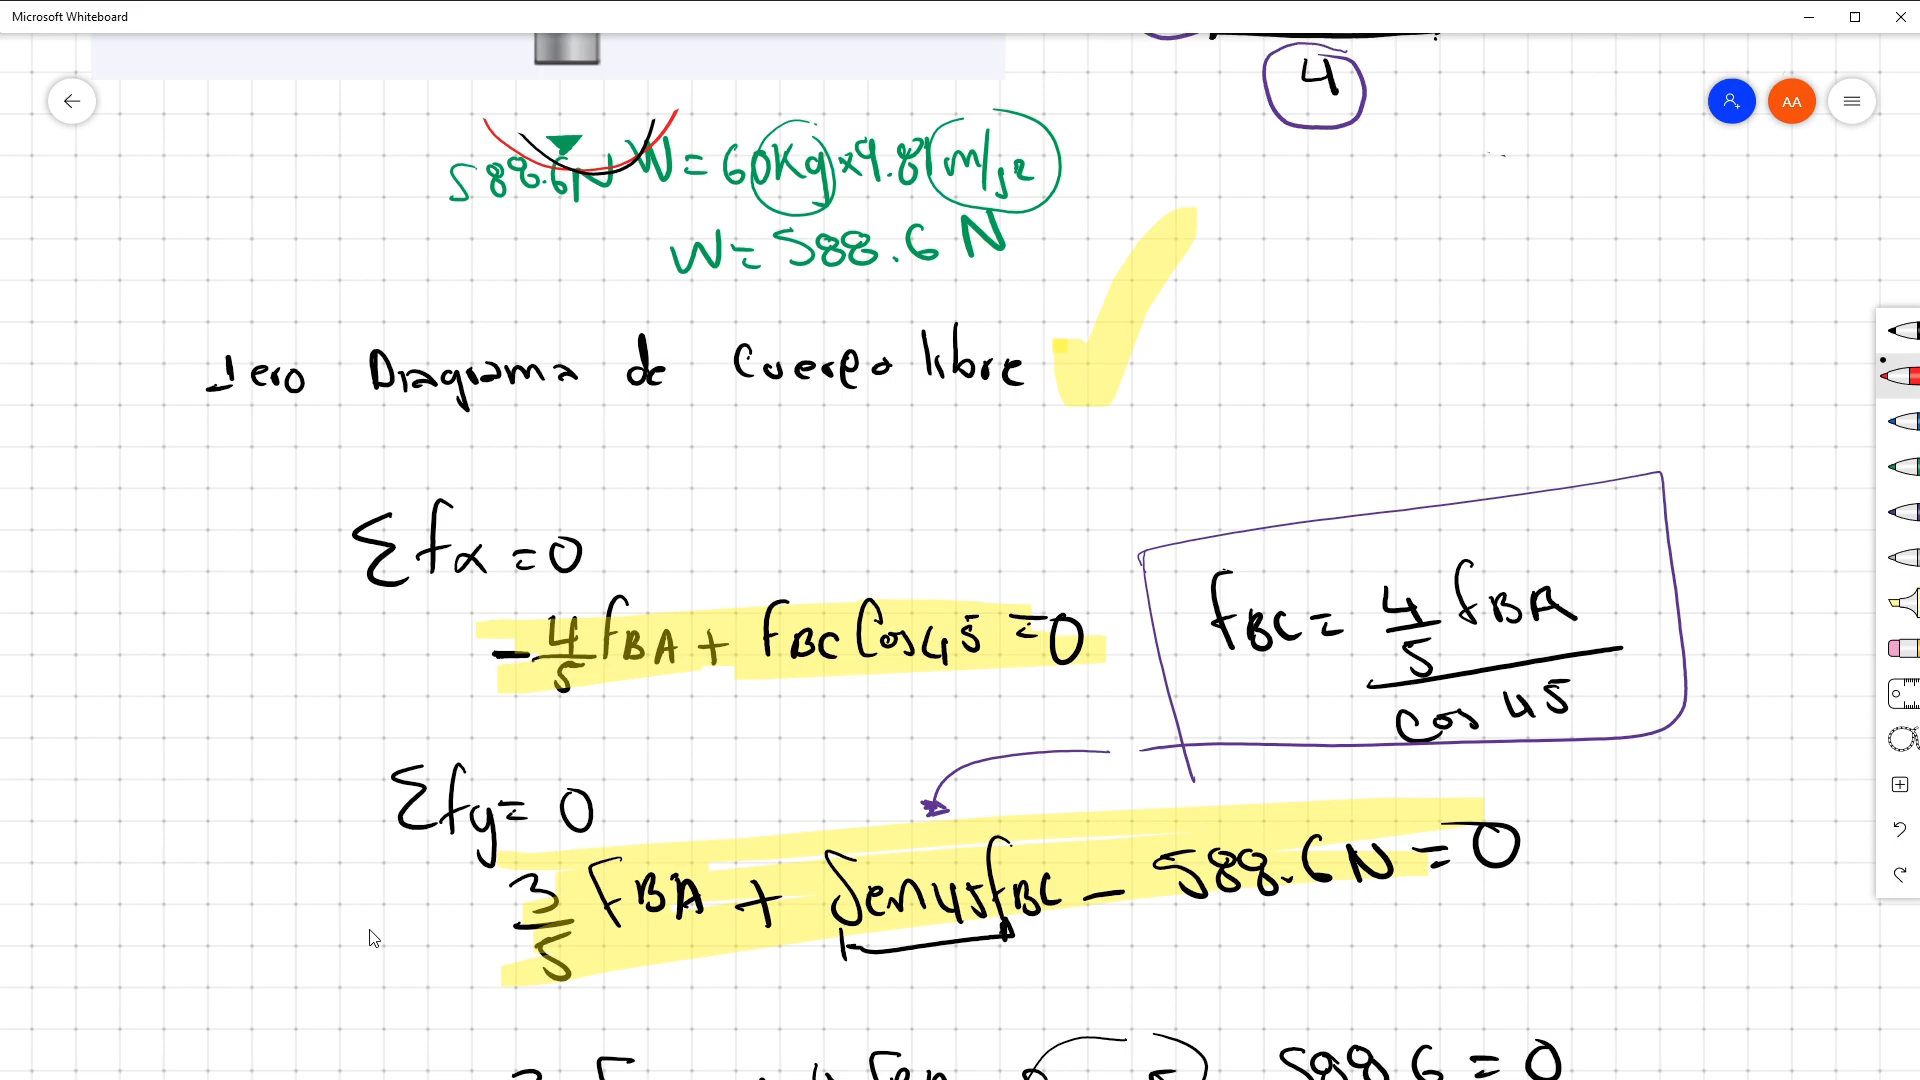 Microsoft Whiteboard
4
AA
588.6N W = 60Kg x 9.81 m/s2
W = 588.6 N
1ero Diagrama de Cuerpo libre
Σfx = 0
- 4/5 fBA + fBC Cos45 = 0
fBC = 4/5 fBA / Cos 45
Σfy = 0
3/5 FBA + Sen45fBC - 588.6N = 0
588.6 = 0